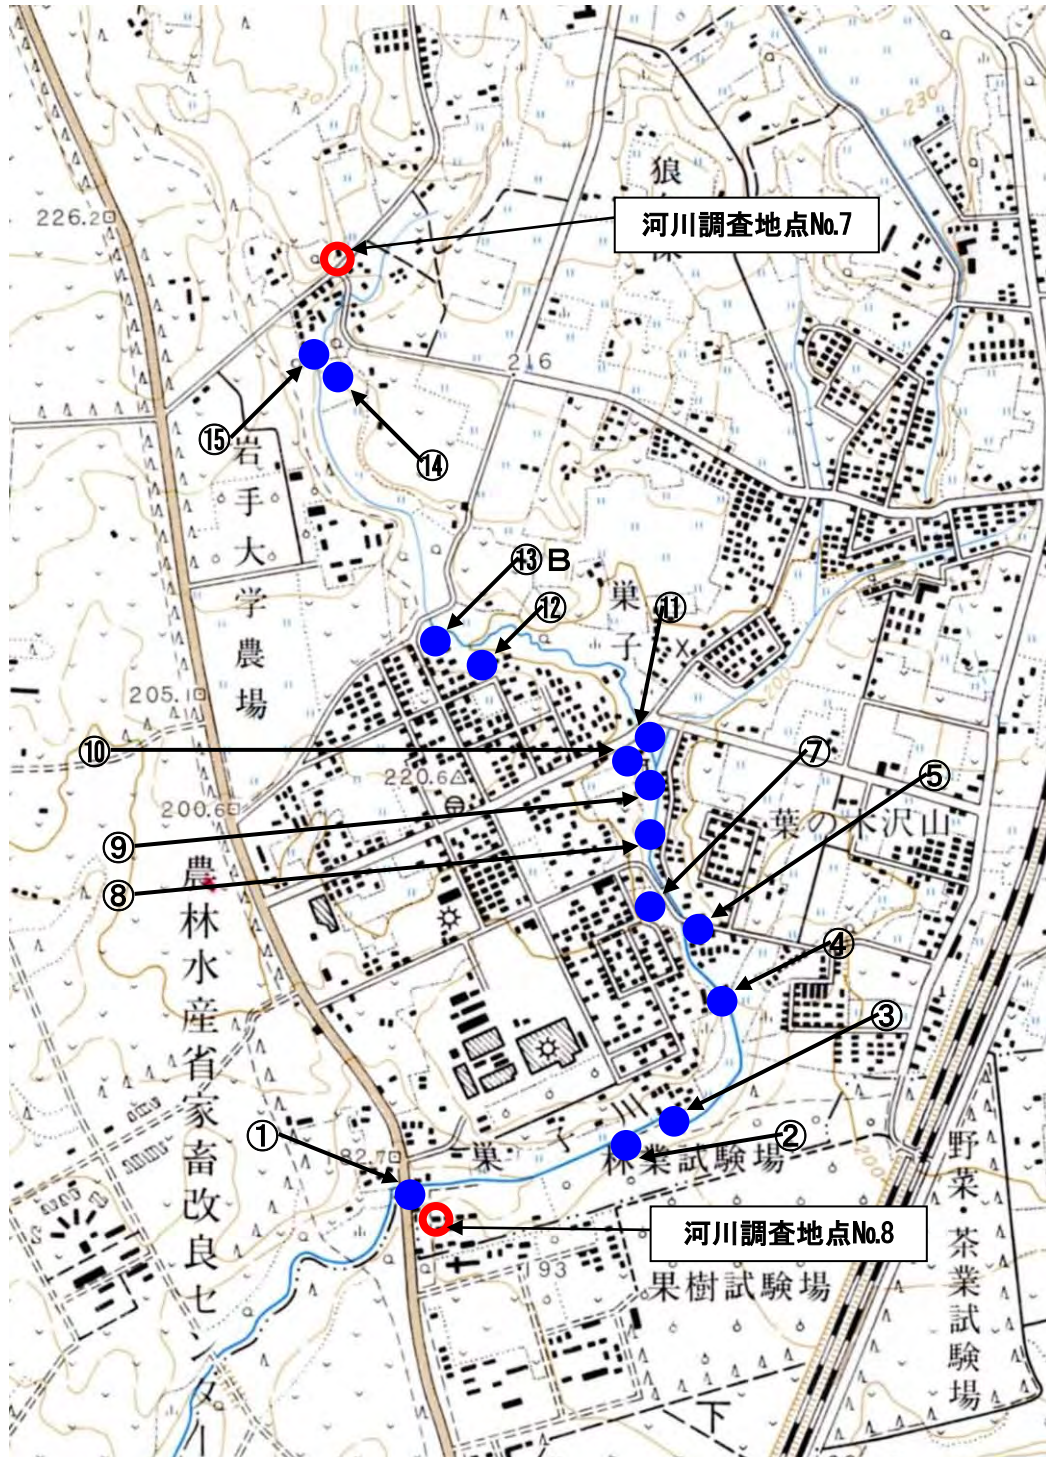 230
230
狼
226.2
河川調査地点No.7
216
⑮
⑭
岩手大学農場
⑬B
⑫
巣子
⑪
200
205.1
⑩
220.6
⑦
⑤
200.6
⑨
葉の木沢山
⑧
農林水産省家畜改良センター
④
③
①
②
182.7
巣
林業試験場
200
野菜・茶業試験場
河川調査地点No.8
193
果樹試験場
下